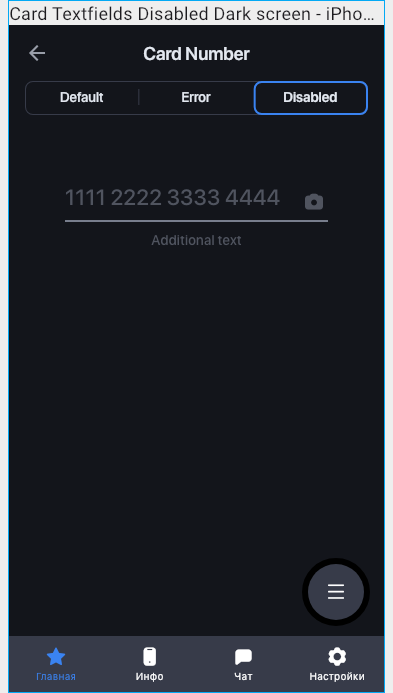 Card Textfields Disabled Dark screen - iPho...
Card Number
Default
Error
Disabled
1111 2222 3333 4444
Additional text
Главная
Инфо
Чат
Настройки